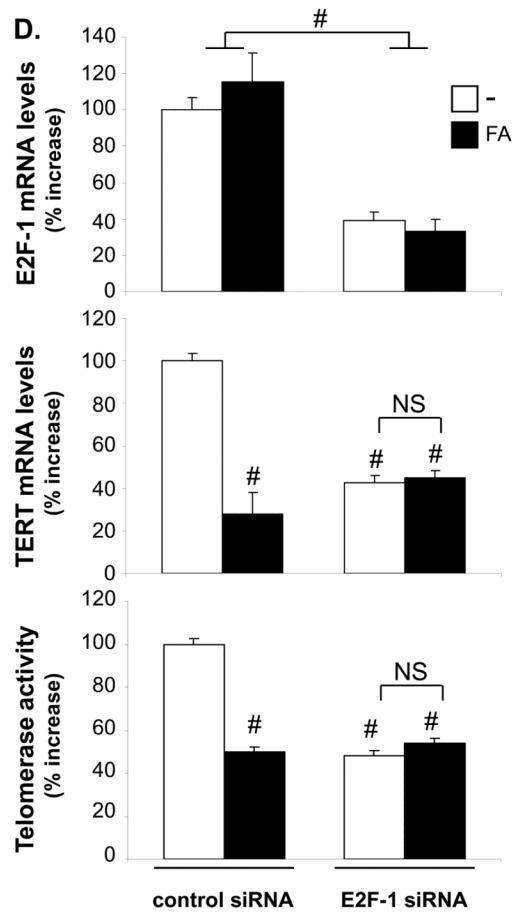 D.
#
-
FA
E2F-1 mRNA levels
(% increase)
140
120
100
80
60
40
20
0
TERT mRNA levels
(% increase)
120
100
80
60
40
20
0
#
NS
#
#
Telomerase activity
(% increase)
120
100
80
60
40
20
0
#
NS
#
#
control siRNA
E2F-1 siRNA